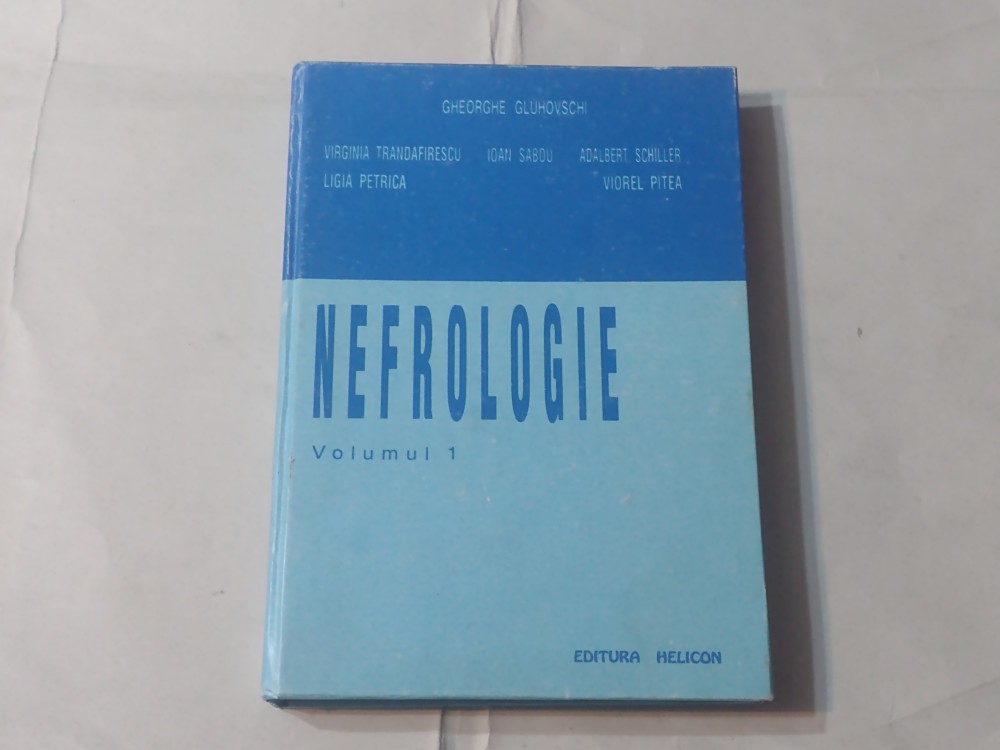 GHEORGHE GLUHOVSCHI
VIRGINIA TRANDAFIRESCU IOAN SABOU ADALBERT SCHILLER
LIGIA PETRICA VIOREL PITEA
NEFROLOGIE
Volumul 1
EDITURA HELICON